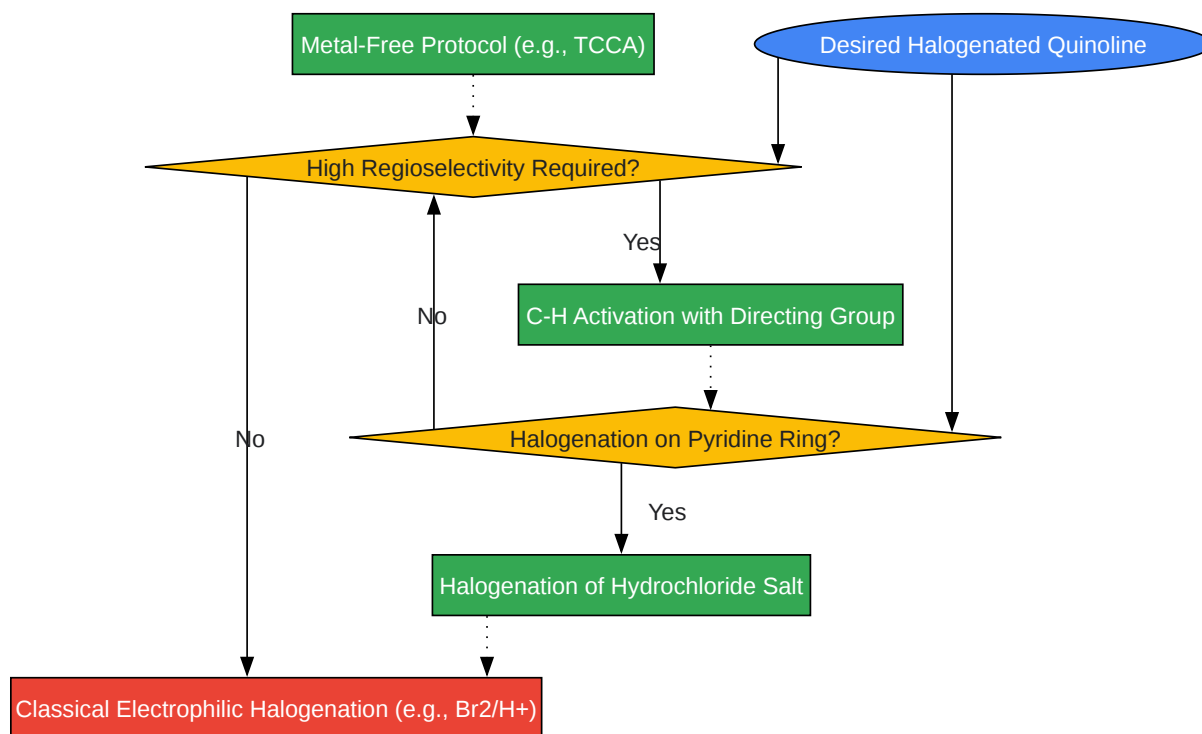 Metal-Free Protocol (e.g., TCCA)
Desired Halogenated Quinoline
High Regioselectivity Required?
Yes
C-H Activation with Directing Group
No
No
Halogenation on Pyridine Ring?
Yes
Halogenation of Hydrochloride Salt
Classical Electrophilic Halogenation (e.g., Br2/H+)